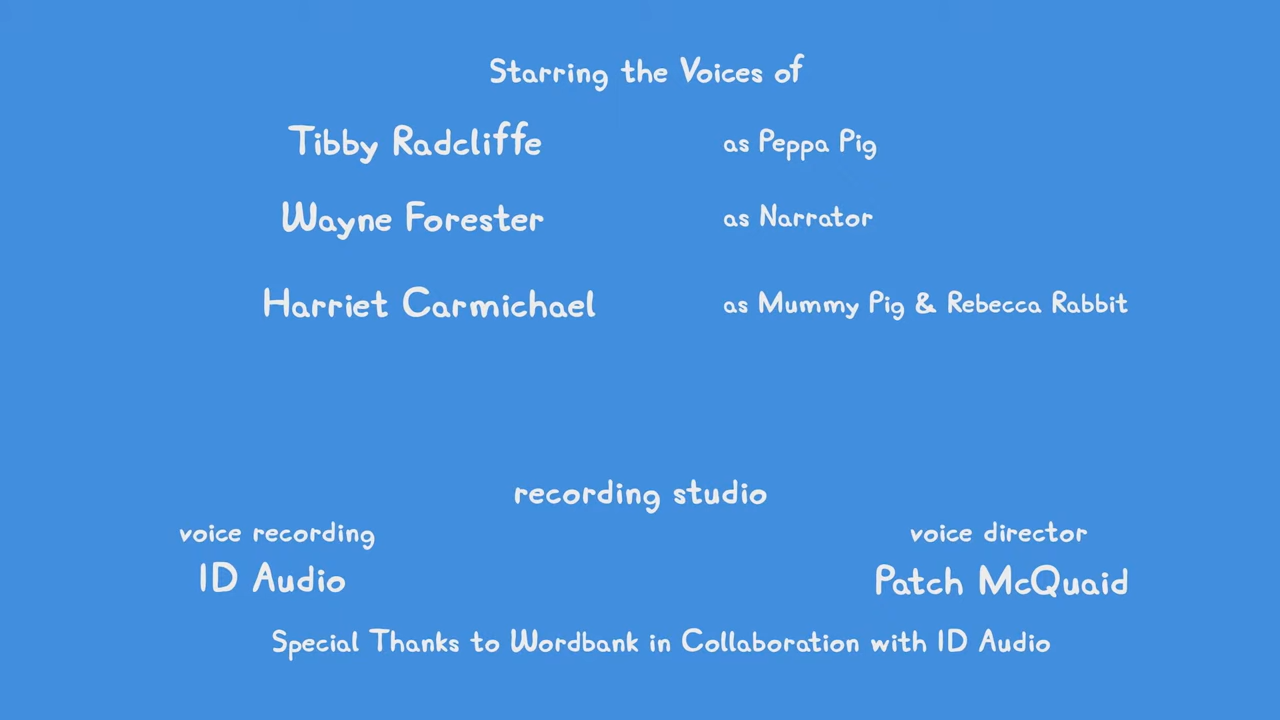 Starring the Voices of
Tibby Radcliffe as Peppa Pig
Wayne Forester as Narrator
Harriet Carmichael as Mummy Pig & Rebecca Rabbit
recording studio
voice recording voice director
ID Audio Patch McQuaid
Special Thanks to Wordbank in Collaboration with ID Audio